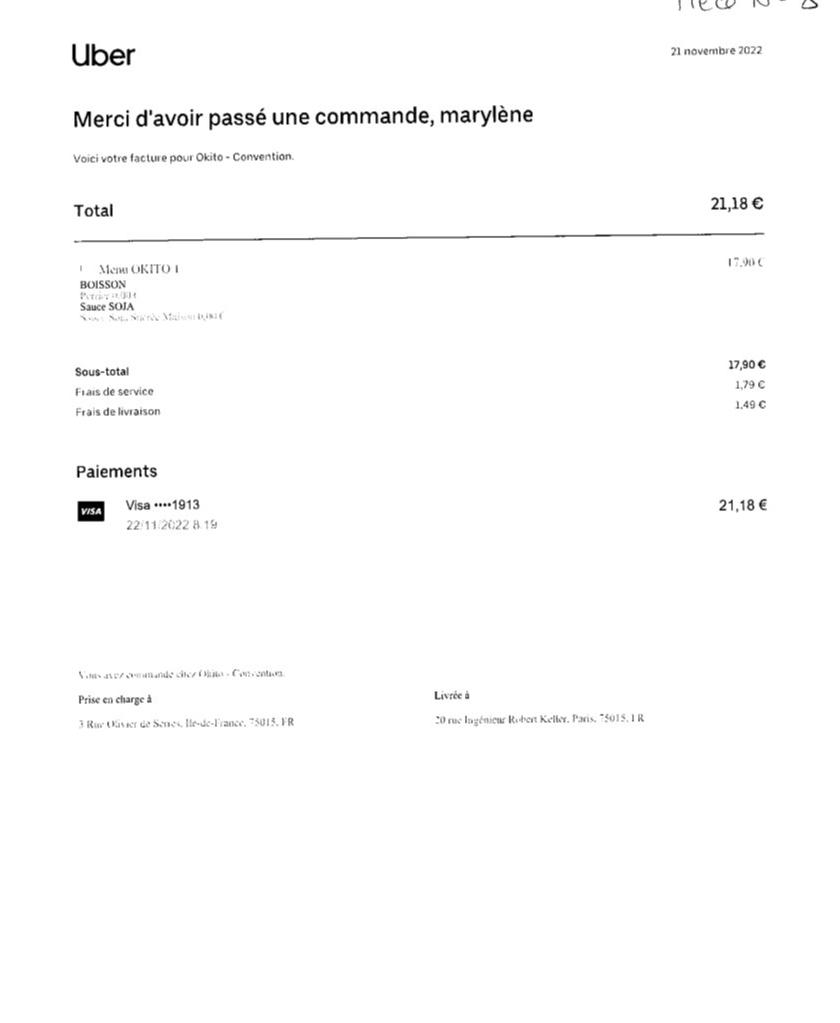 Uber
21 novembre 2022
Merci d'avoir passé une commande, marylène
Voici votre facture pour Okito - Convention.
Total 21,18 €
1 Menu OKITO 1 17,90 €
BOISSON
Perrier 0,00 €
Sauce SOJA
Sauce Soja Sucrée Maison 0,00 €
Sous-total 17,90 €
Frais de service 1,79 €
Frais de livraison 1,49 €
Paiements
VISA Visa ••••1913 21,18 €
22/11/2022 8:19
Vous avez commandé chez Okito - Convention.
Prise en charge à
3 Rue Olivier de Serres, Ile-de-France, 75015, FR
Livrée à
20 rue Ingénieur Robert Keller, Paris, 75015, FR